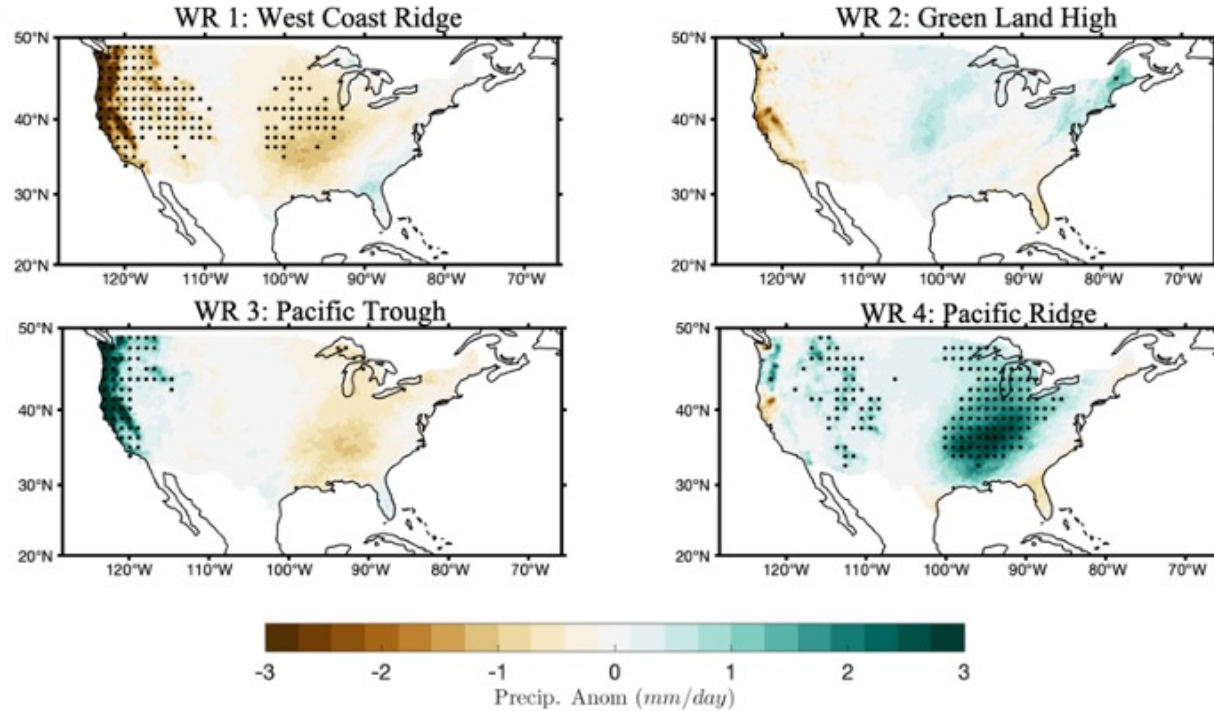 WR 1: West Coast Ridge
WR 2: Green Land High
50°N
40°N
30°N
20°N
120°W 110°W 100°W 90°W 80°W 70°W
50°N
40°N
30°N
20°N
120°W 110°W 100°W 90°W 80°W 70°W
WR 3: Pacific Trough
WR 4: Pacific Ridge
50°N
40°N
30°N
20°N
120°W 110°W 100°W 90°W 80°W 70°W
50°N
40°N
30°N
20°N
120°W 110°W 100°W 90°W 80°W 70°W
-3 -2 -1 0 1 2 3
Precip. Anom (mm/day)